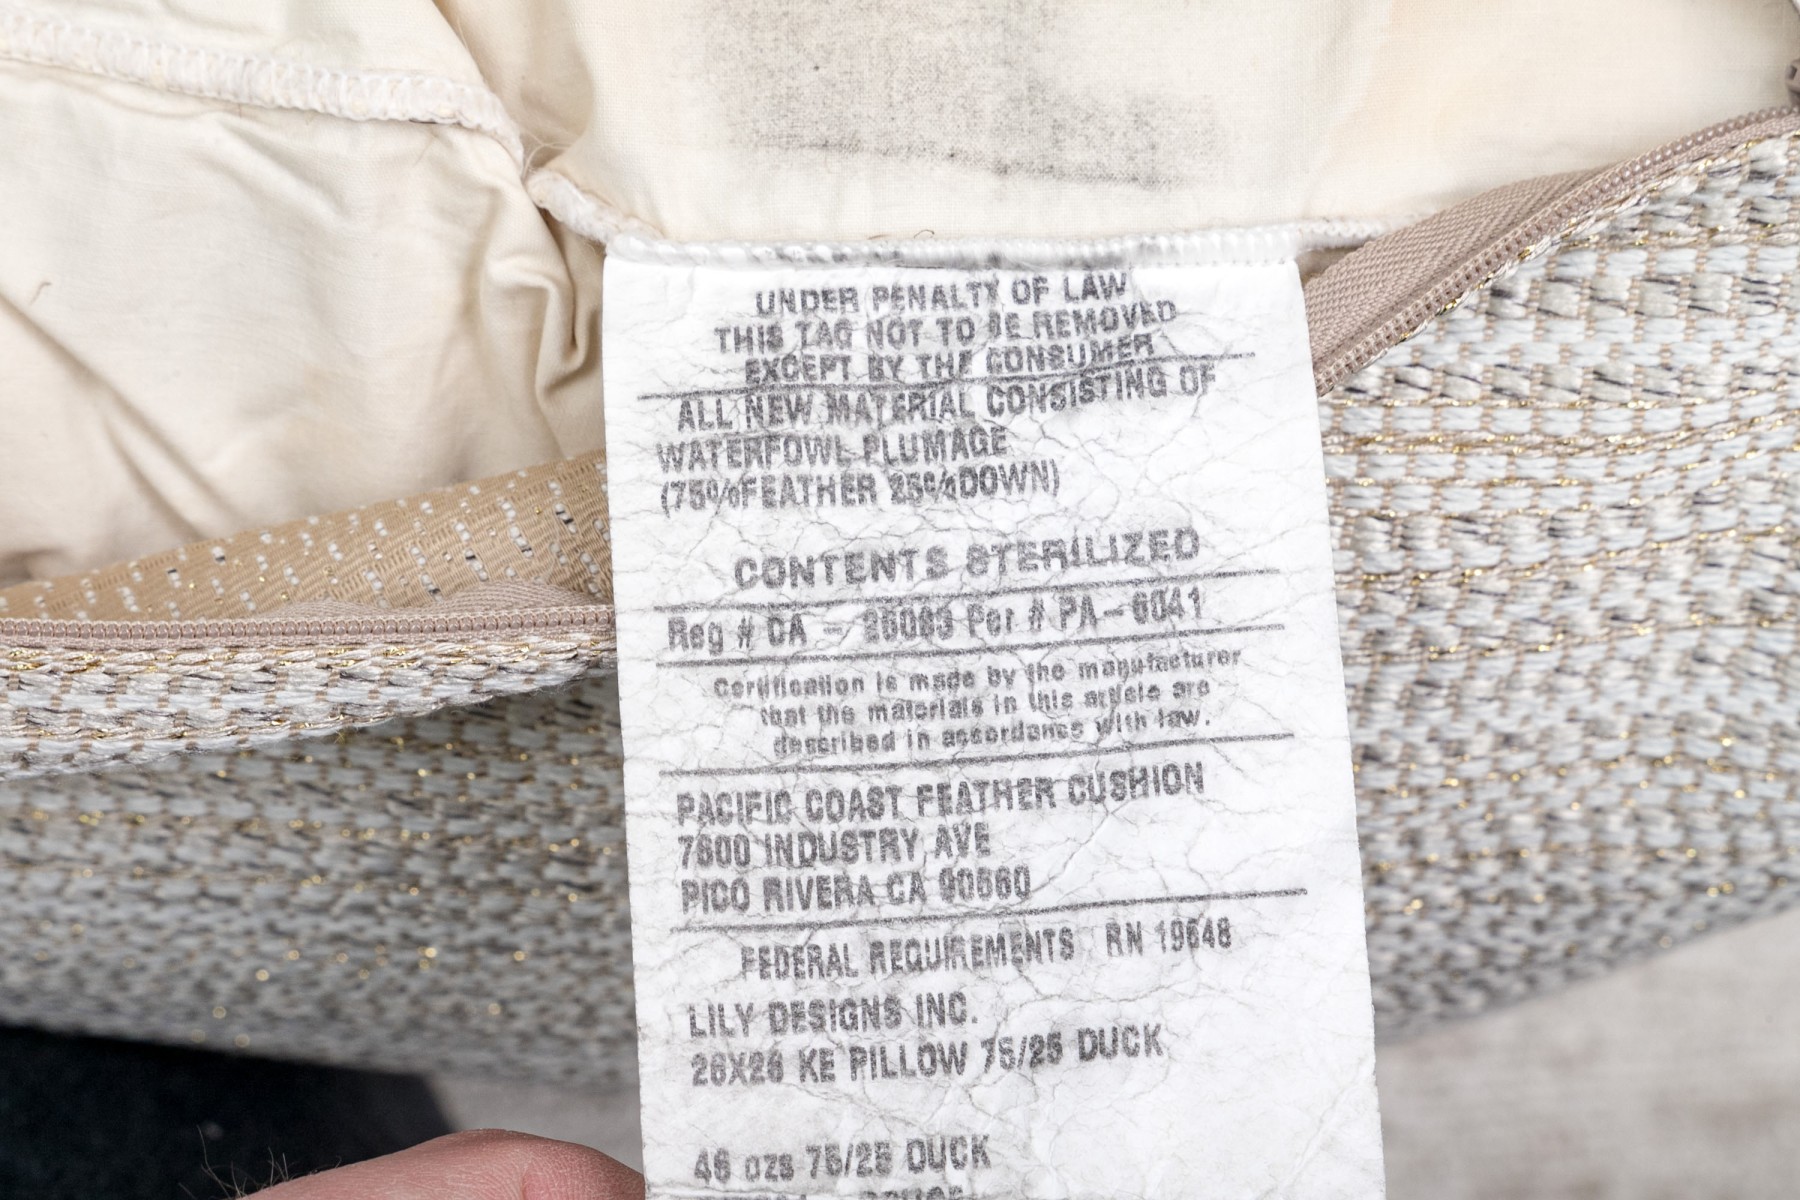 UNDER PENALTY OF LAW
THIS TAG NOT TO BE REMOVED
EXCEPT BY THE CONSUMER
ALL NEW MATERIAL CONSISTING OF
WATERFOWL PLUMAGE
(75%FEATHER 25%DOWN)
CONTENTS STERILIZED
Reg # CA - Per # PA-6041
Certification is made by the manufacturer
that the materials in this article are
described in accordance with law.
PACIFIC COAST FEATHER CUSHION
7600 INDUSTRY AVE
PICO RIVERA CA 90660
FEDERAL REQUIREMENTS RN 19648
LILY DESIGNS INC.
26X26 KE PILLOW 75/25 DUCK
46 ozs 75/25 DUCK